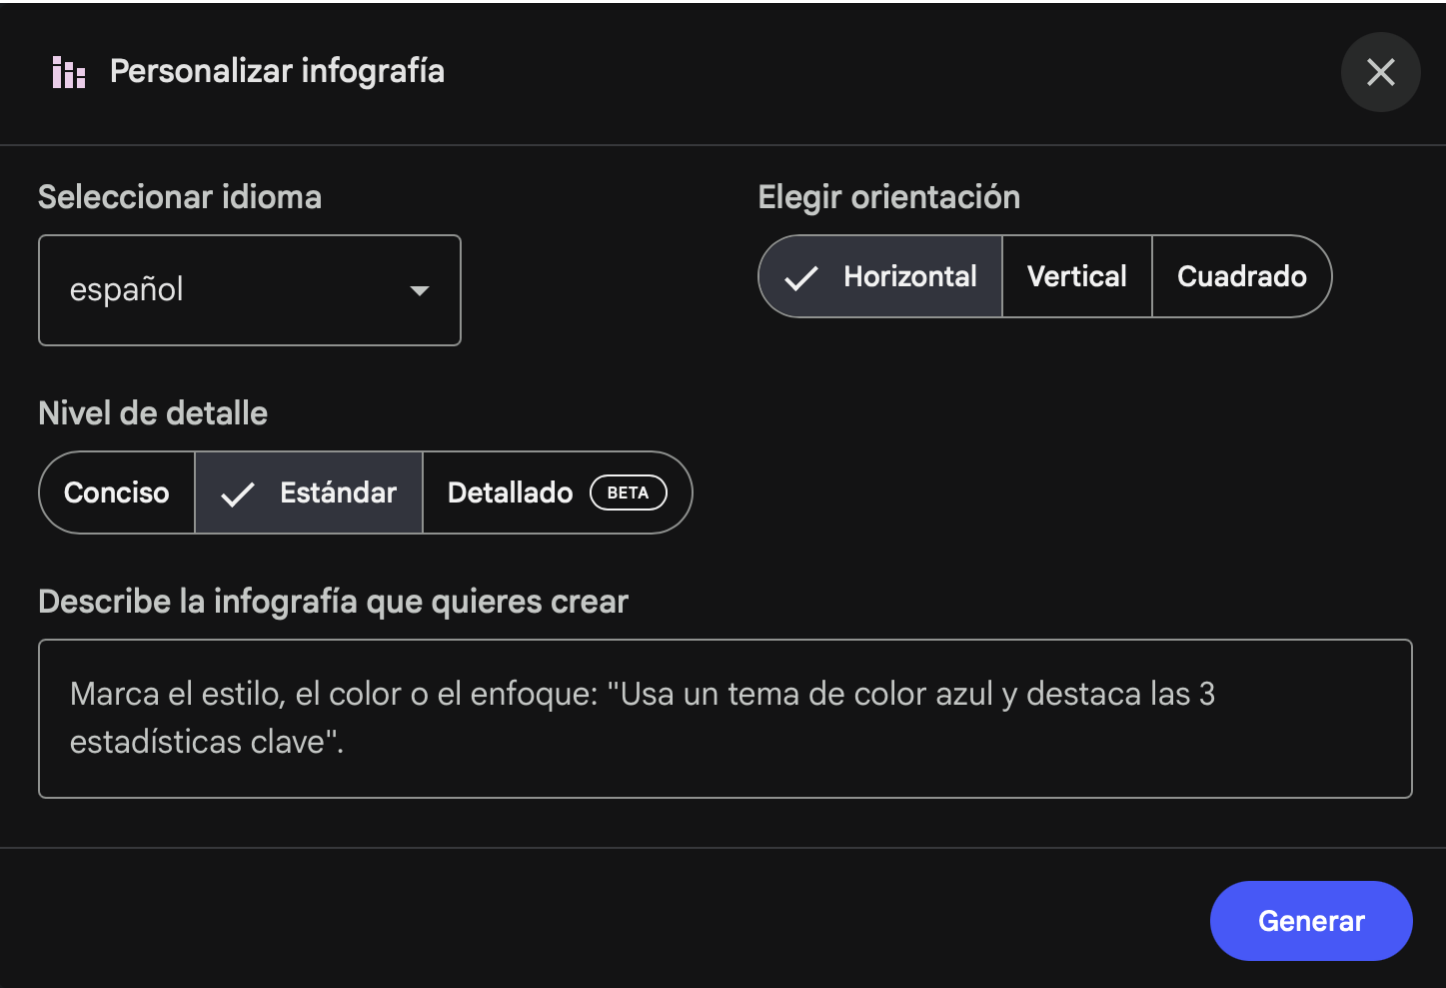 Personalizar infografía
Seleccionar idioma
español
Elegir orientación
Horizontal
Vertical
Cuadrado
Nivel de detalle
Conciso
Estándar
Detallado
BETA
Describe la infografía que quieres crear
Marca el estilo, el color o el enfoque: "Usa un tema de color azul y destaca las 3
estadísticas clave".
Generar